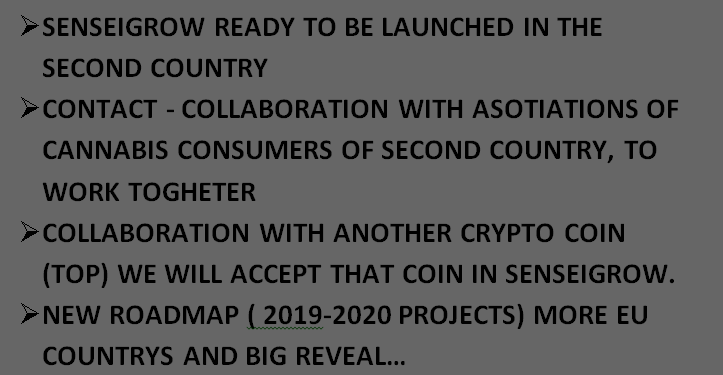 ➢SENSEIGROW READY TO BE LAUNCHED IN THE
SECOND COUNTRY
➢CONTACT - COLLABORATION WITH ASOTIATIONS OF
CANNABIS CONSUMERS OF SECOND COUNTRY, TO
WORK TOGHETER
➢COLLABORATION WITH ANOTHER CRYPTO COIN
(TOP) WE WILL ACCEPT THAT COIN IN SENSEIGROW.
➢NEW ROADMAP ( 2019-2020 PROJECTS) MORE EU
COUNTRYS AND BIG REVEAL...